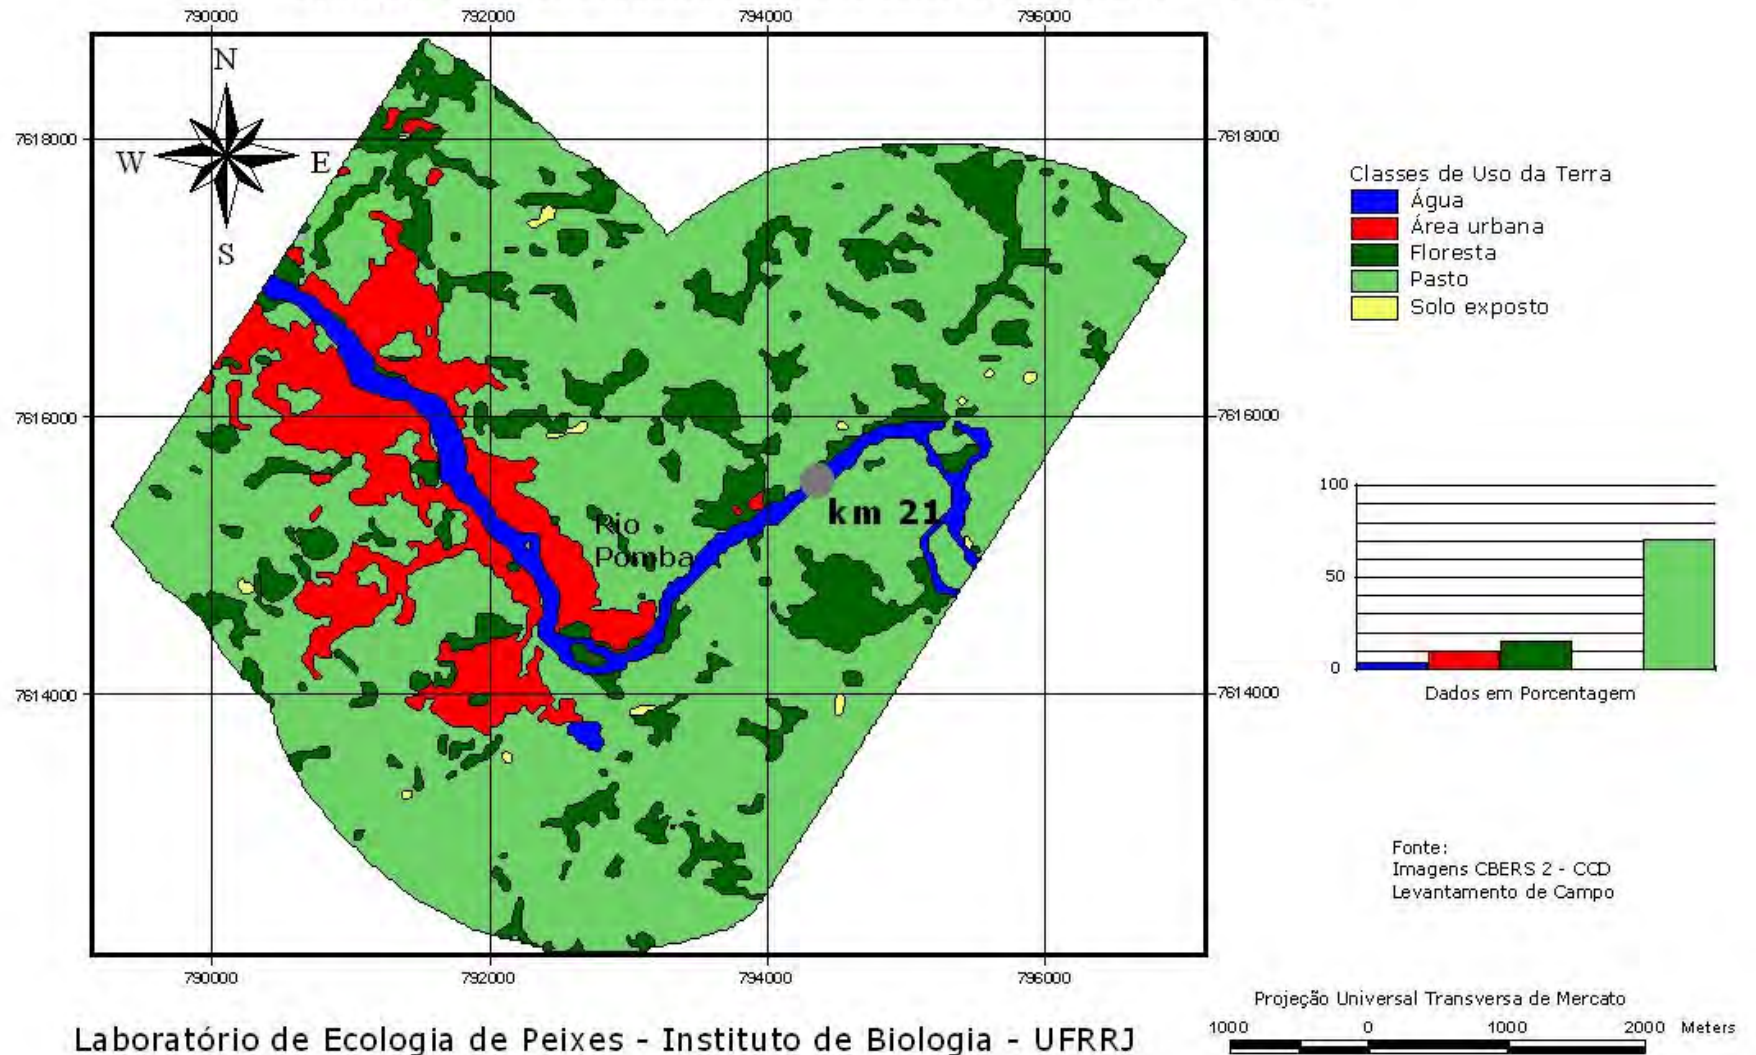 790000 792000 794000 796000
N
W E
S
7618000 7618000
7616000 7616000
7614000 7614000
Rio
Pomba
km 21
790000 792000 794000 796000
Classes de Uso da Terra
Água
Área urbana
Floresta
Pasto
Solo exposto
100
50
0
Dados em Porcentagem
Fonte:
Imagens CBERS 2 - CCD
Levantamento de Campo
Projeção Universal Transversa de Mercato
1000 0 1000 2000 Meters
Laboratório de Ecologia de Peixes - Instituto de Biologia - UFRRJ